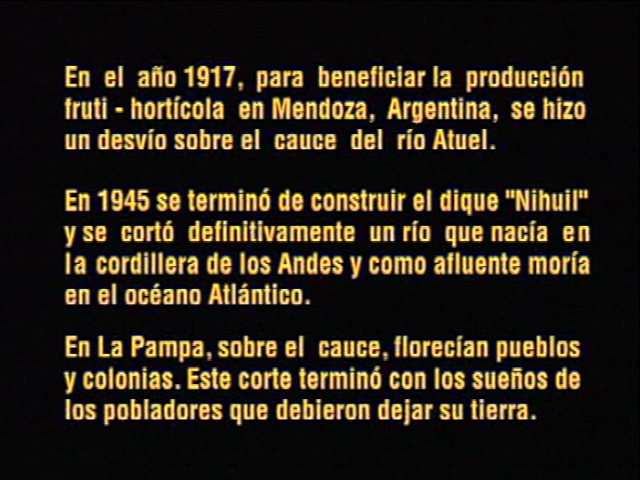 En el año 1917, para beneficiar la producción
fruti - hortícola en Mendoza, Argentina, se hizo
un desvío sobre el cauce del río Atuel.
En 1945 se terminó de construir el dique "Nihuil"
y se cortó definitivamente un río que nacía en
la cordillera de los Andes y como afluente moría
en el océano Atlántico.
En La Pampa, sobre el cauce, florecían pueblos
y colonias. Este corte terminó con los sueños de
los pobladores que debieron dejar su tierra.